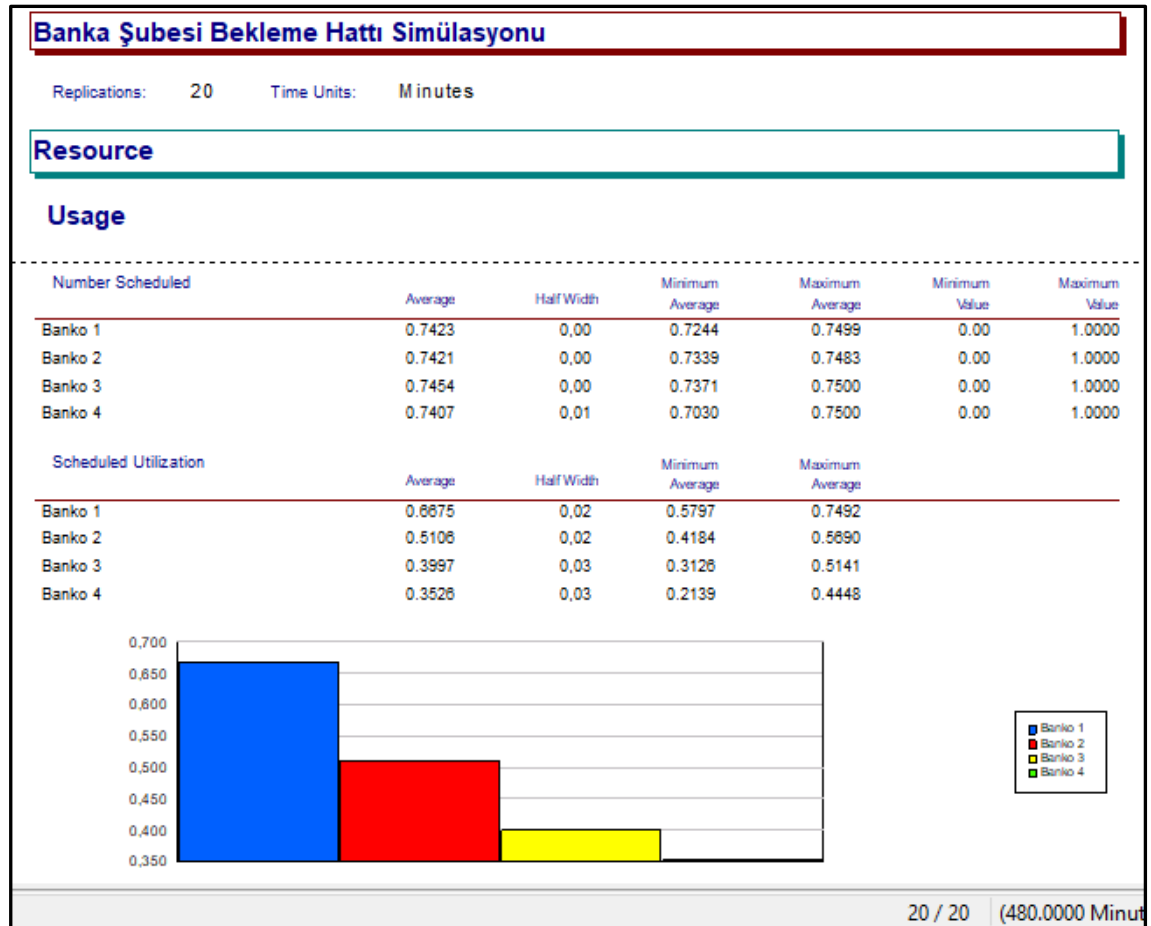 Banka Şubesi Bekleme Hattı Simülasyonu
Replications: 20 Time Units: Minutes
Resource
Usage
Number Scheduled Average Half Width Minimum Average Maximum Average Minimum Value Maximum Value
Banko 1 0.7423 0,00 0.7244 0.7499 0.00 1.0000
Banko 2 0.7421 0,00 0.7339 0.7483 0.00 1.0000
Banko 3 0.7454 0,00 0.7371 0.7500 0.00 1.0000
Banko 4 0.7407 0,01 0.7030 0.7500 0.00 1.0000
Scheduled Utilization Average Half Width Minimum Average Maximum Average
Banko 1 0.6675 0,02 0.5797 0.7492
Banko 2 0.5106 0,02 0.4184 0.5690
Banko 3 0.3997 0,03 0.3126 0.5141
Banko 4 0.3526 0,03 0.2139 0.4448
0,700
0,650
0,600
0,550
0,500
0,450
0,400
0,350
Banko 1
Banko 2
Banko 3
Banko 4
20 / 20 (480.0000 Minut